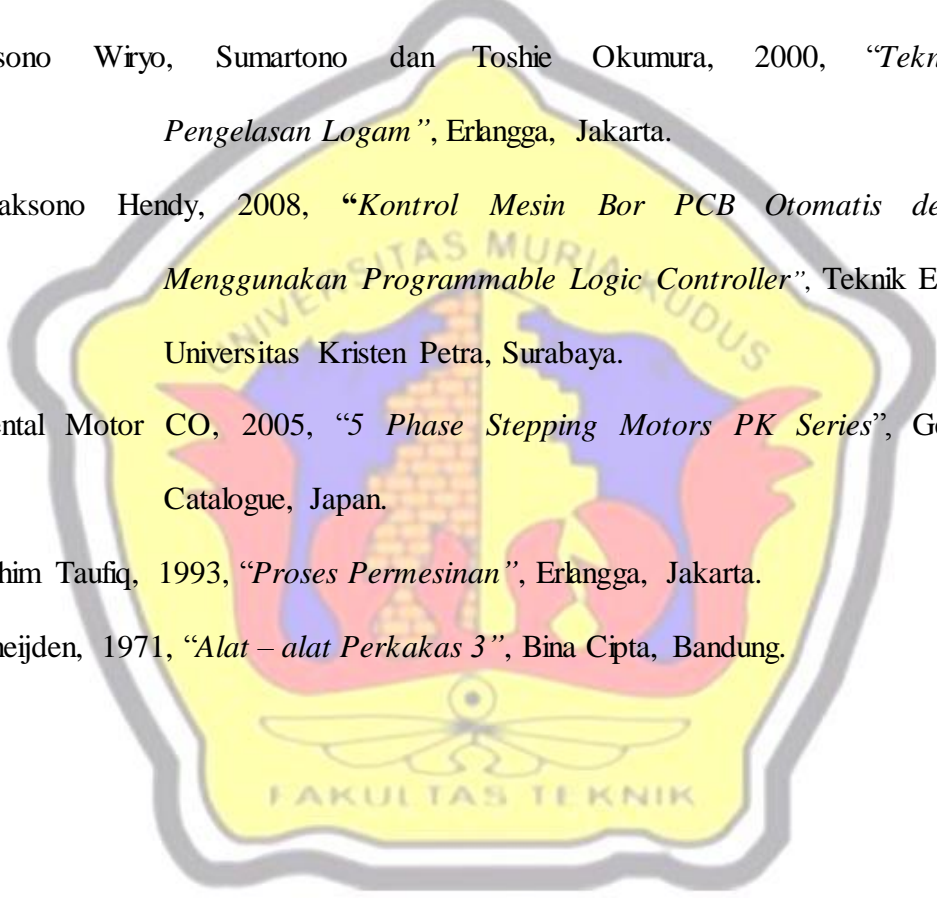 sono Wiryo, Sumartono dan Toshie Okumura, 2000, “Tekn
Pengelasan Logam”, Erlangga, Jakarta.
aksono Hendy, 2008, “Kontrol Mesin Bor PCB Otomatis de
Menggunakan Programmable Logic Controller”, Teknik E
Universitas Kristen Petra, Surabaya.
ental Motor CO, 2005, “5 Phase Stepping Motors PK Series”, Ge
Catalogue, Japan.
him Taufiq, 1993, “Proses Permesinan”, Erlangga, Jakarta.
neijden, 1971, “Alat – alat Perkakas 3”, Bina Cipta, Bandung.
UNIVERSITAS MURIA KUDUS
FAKULTAS TEKNIK